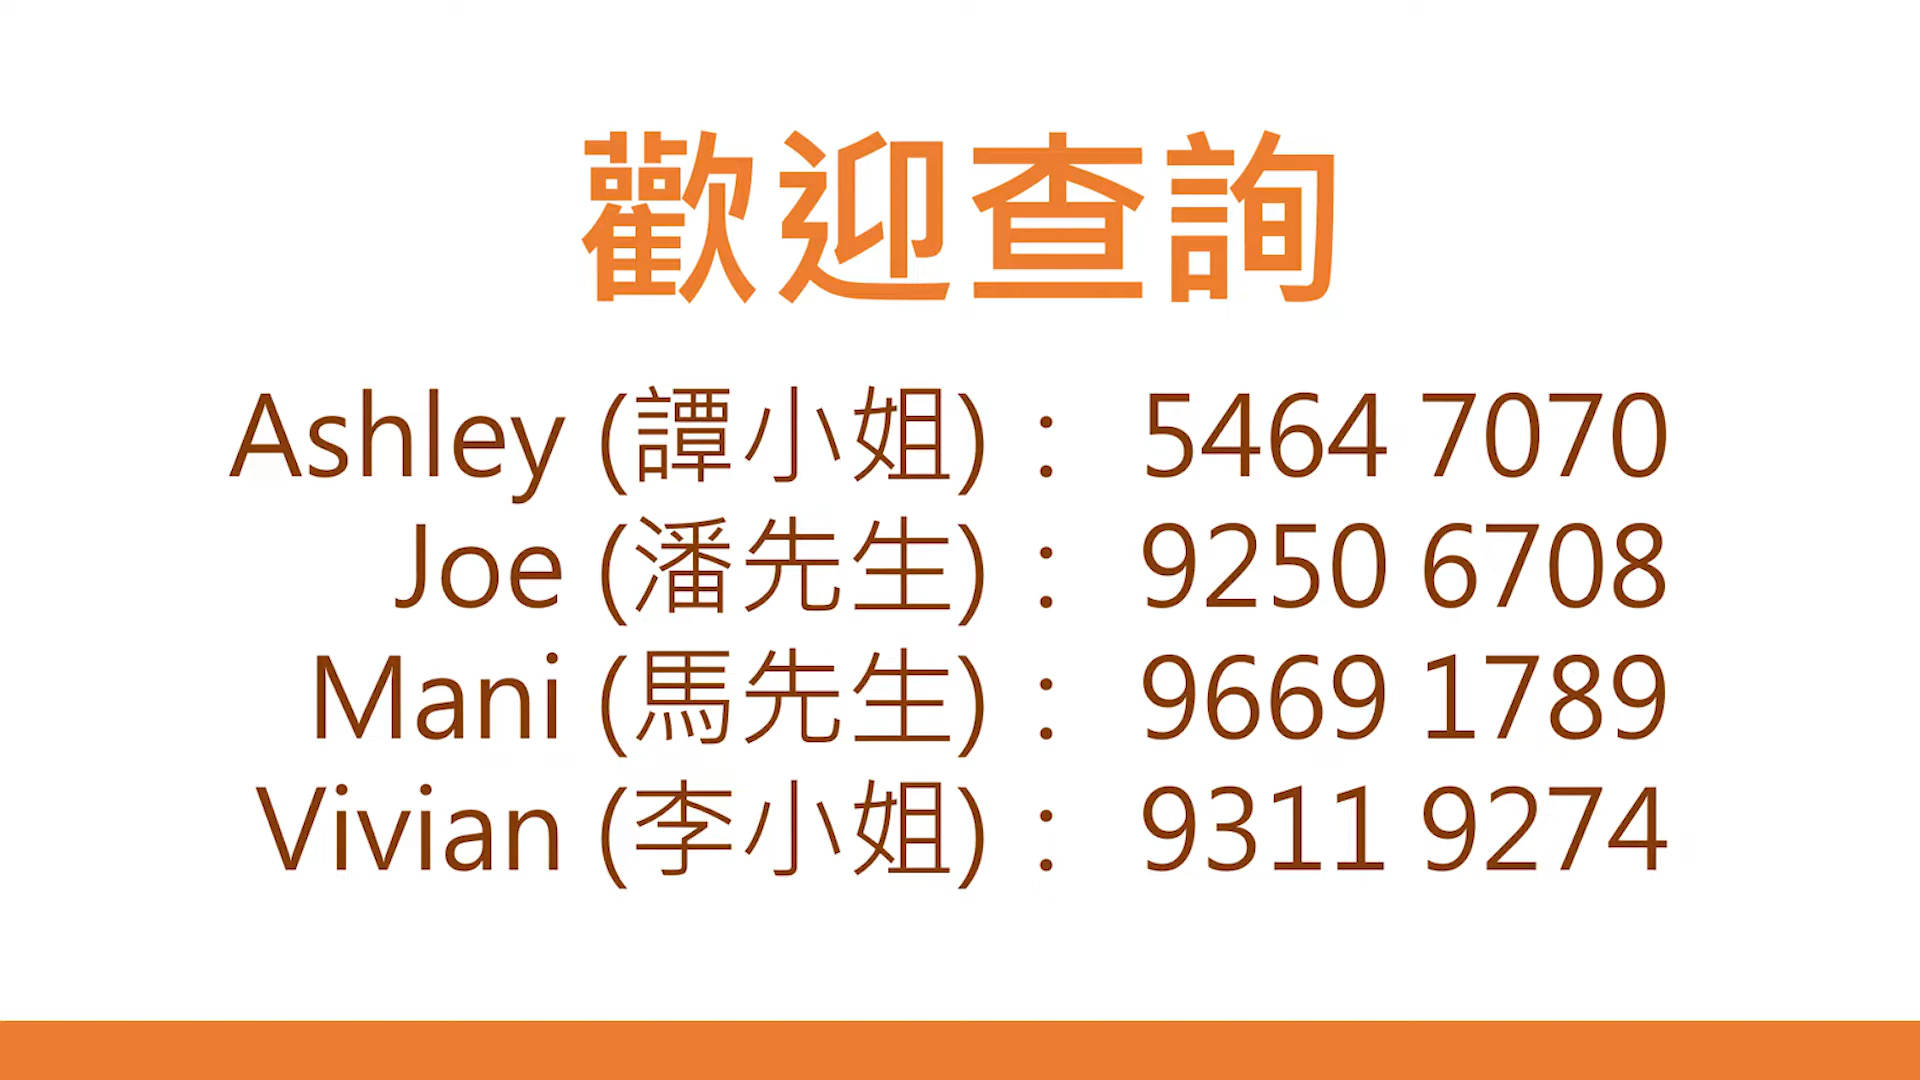 歡迎查詢
Ashley (譚小姐) : 5464 7070
Joe (潘先生) : 9250 6708
Mani (馬先生) : 9669 1789
Vivian (李小姐) : 9311 9274